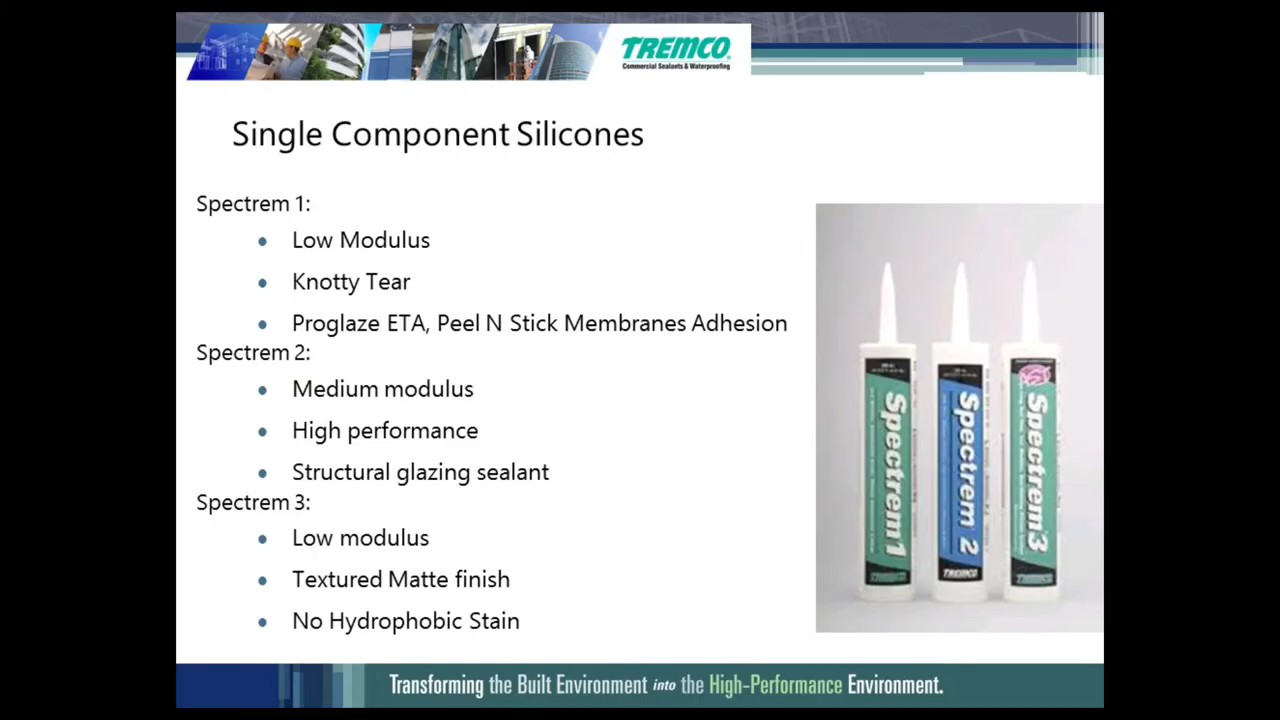 TREMCO
Commercial Sealants & Waterproofing
Single Component Silicones
Spectrem 1:
• Low Modulus
• Knotty Tear
• Proglaze ETA, Peel N Stick Membranes Adhesion
Spectrem 2:
• Medium modulus
• High performance
• Structural glazing sealant
Spectrem 3:
• Low modulus
• Textured Matte finish
• No Hydrophobic Stain
Spectrem 1
TREMCO
Spectrem 2
TREMCO
Spectrem 3
TREMCO
Transforming the Built Environment into the High-Performance Environment.